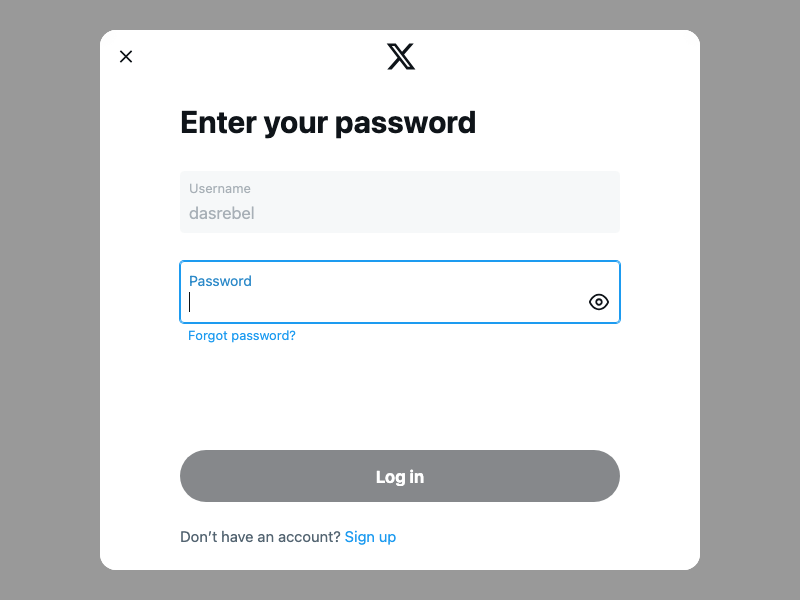 Enter your password
Username
dasrebel
Password
Forgot password?
Log in
Don't have an account? Sign up